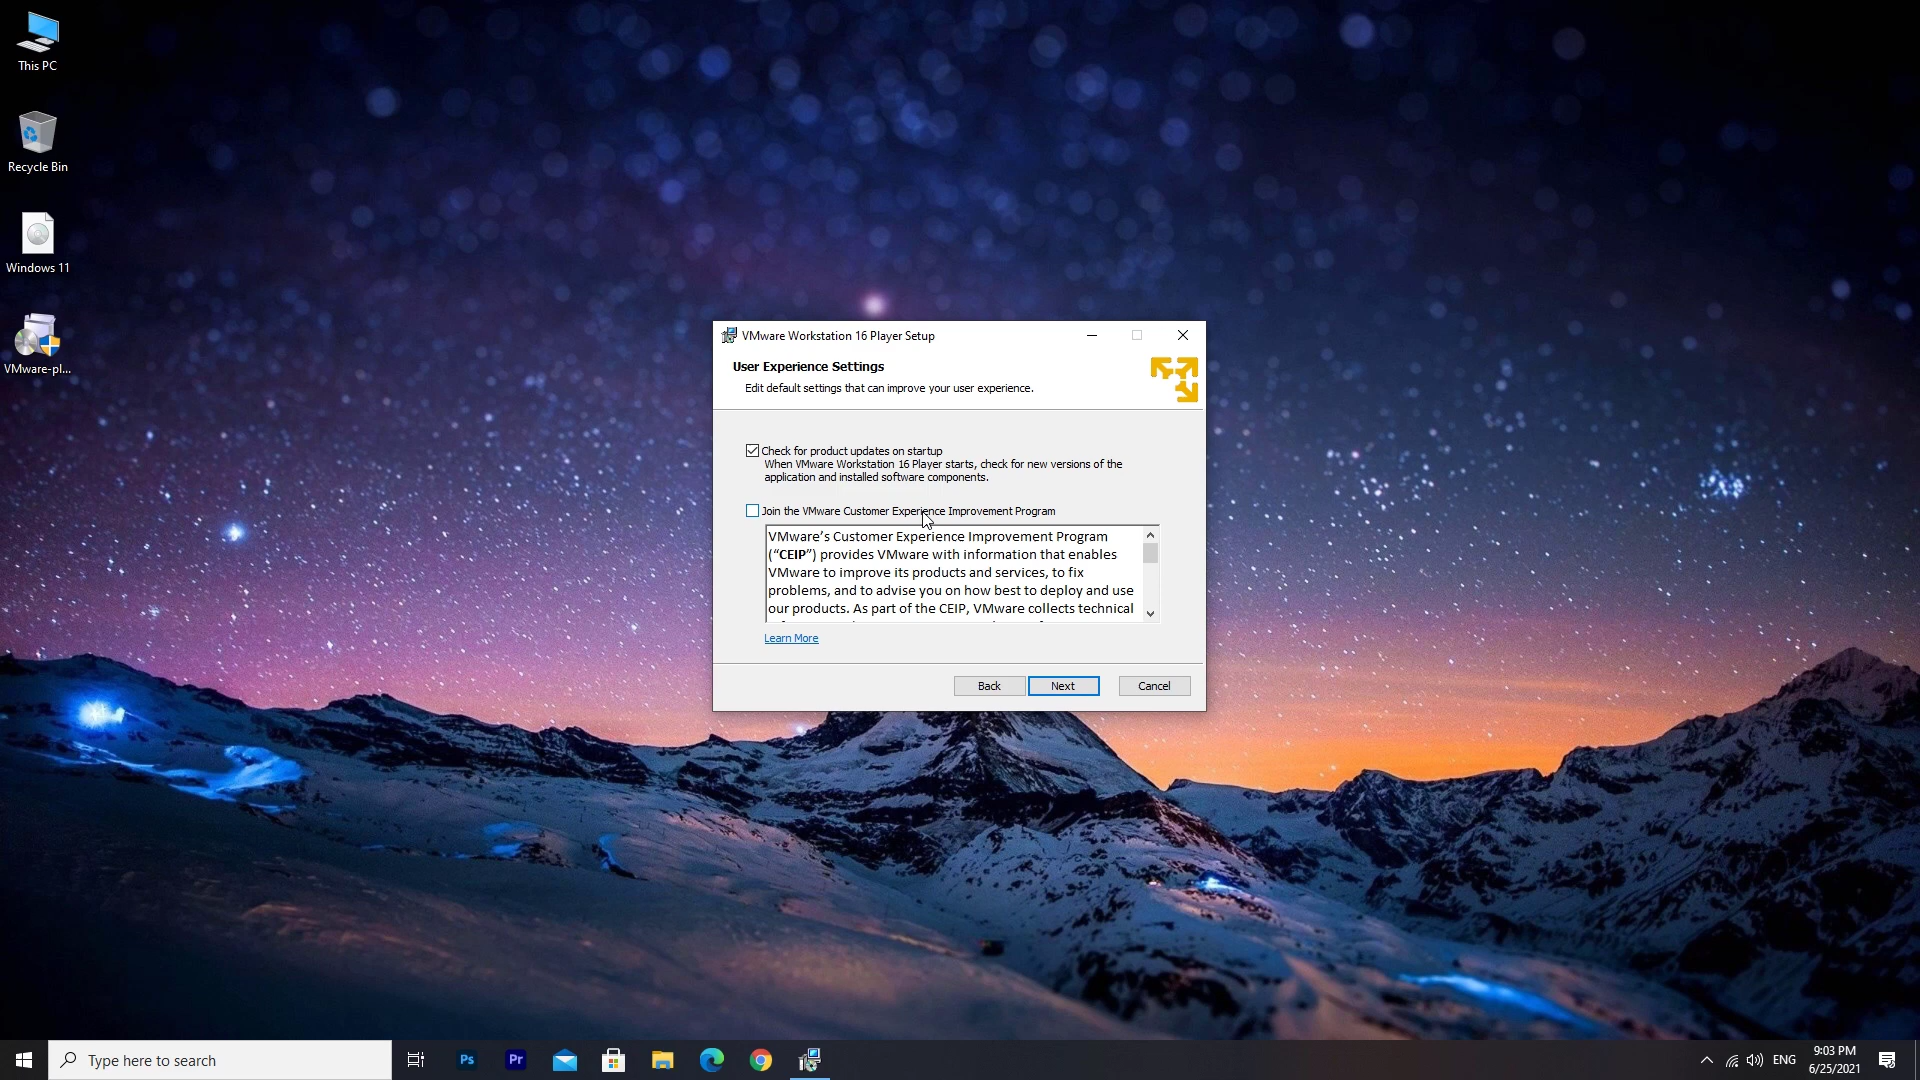 This PC
Recycle Bin
Windows 11
VMware-pl...
VMware Workstation 16 Player Setup
User Experience Settings
Edit default settings that can improve your user experience.
Check for product updates on startup
When VMware Workstation 16 Player starts, check for new versions of the
application and installed software components.
Join the VMware Customer Experience Improvement Program
VMware’s Customer Experience Improvement Program
(“CEIP”) provides VMware with information that enables
VMware to improve its products and services, to fix
problems, and to advise you on how best to deploy and use
our products. As part of the CEIP, VMware collects technical
Learn More
Back
Next
Cancel
Type here to search
Ps
Pr
ENG
9:03 PM
6/25/2021